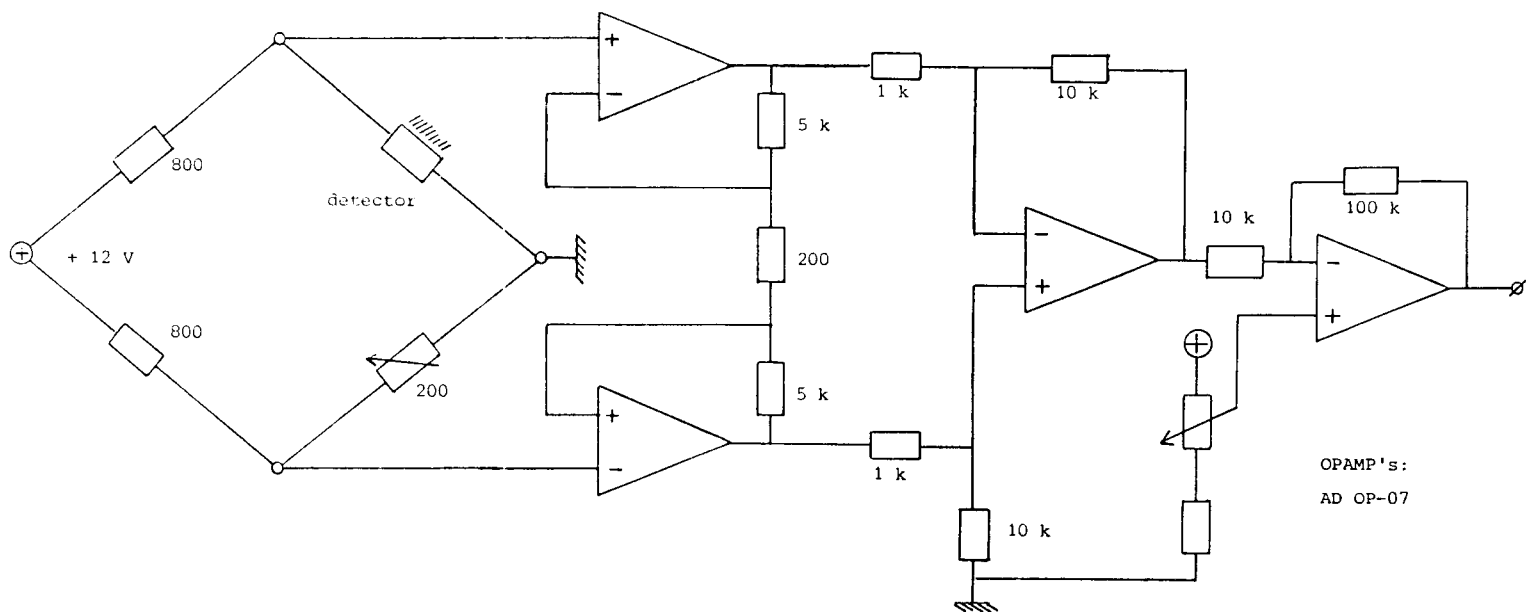 +
-
1 k
10 k
5 k
800
detector
10 k
100 k
+ 12 V
200
-
+
-
+
800
200
5 k
+
-
1 k
10 k
OPAMP's:
AD OP-07